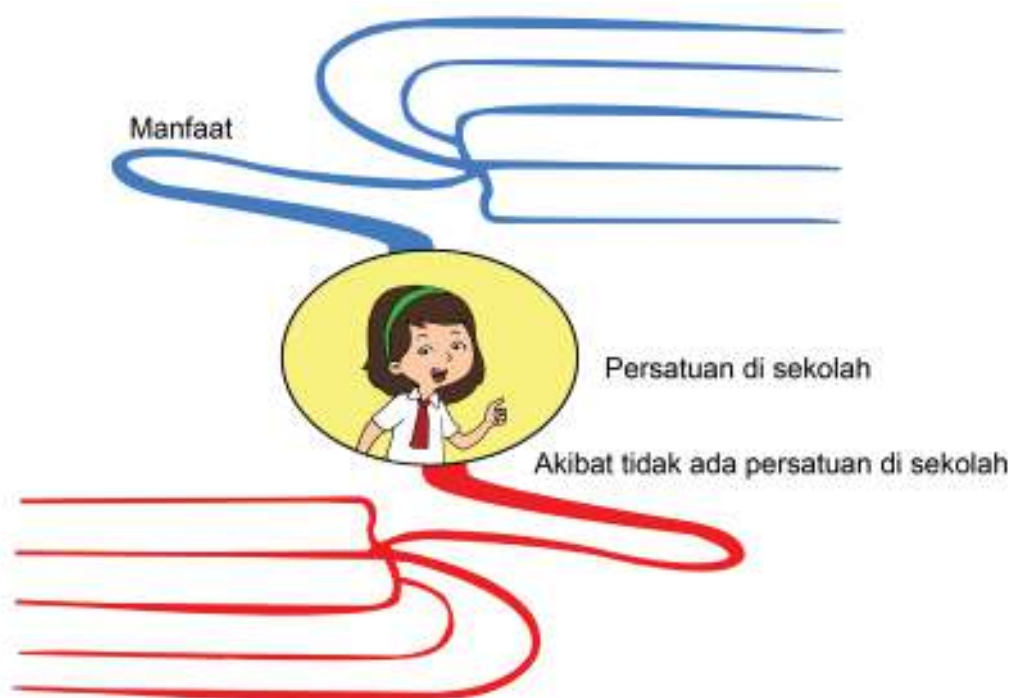 Manfaat
Persatuan di sekolah
Akibat tidak ada persatuan di sekolah